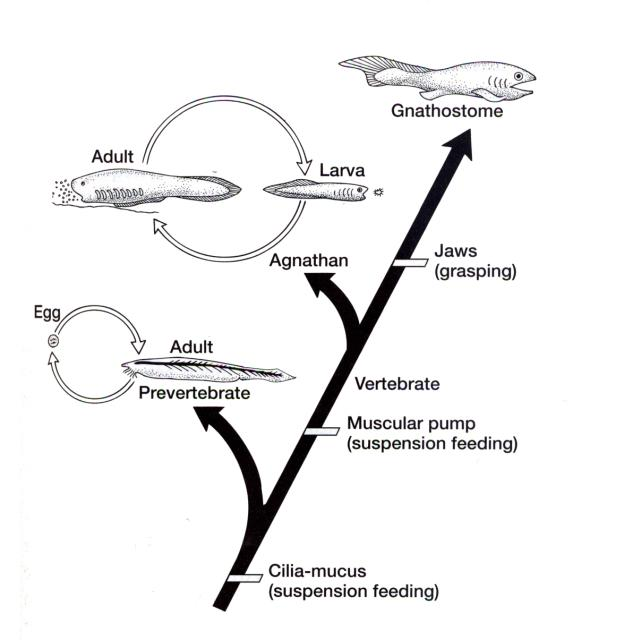 Gnathostome
Adult
Larva
Agnathan
Jaws
(grasping)
Egg
Adult
Prevertebrate
Vertebrate
Muscular pump
(suspension feeding)
Cilia-mucus
(suspension feeding)